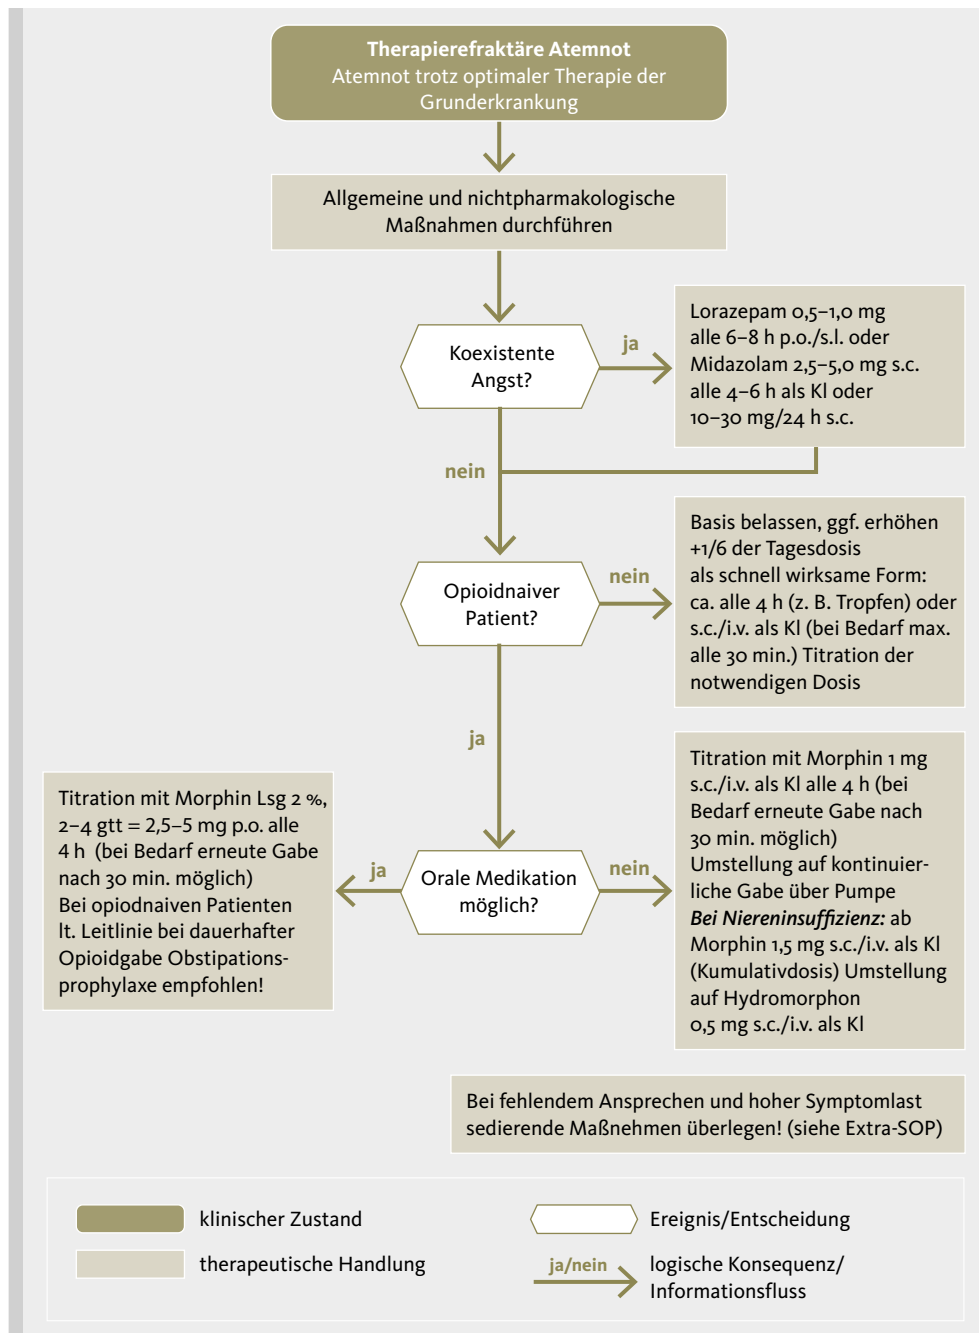 Therapierefraktäre Atemnot
Atemnot trotz optimaler Therapie der
Grunderkrankung
Allgemeine und nichtpharmakologische
Maßnahmen durchführen
Koexistente
Angst?
ja
Lorazepam 0,5–1,0 mg
alle 6–8 h p.o./s.l. oder
Midazolam 2,5–5,0 mg s.c.
alle 4–6 h als Kl oder
10–30 mg/24 h s.c.
nein
Opioidnaiver
Patient?
nein
Basis belassen, ggf. erhöhen
+1/6 der Tagesdosis
als schnell wirksame Form:
ca. alle 4 h (z. B. Tropfen) oder
s.c./i.v. als Kl (bei Bedarf max.
alle 30 min.) Titration der
notwendigen Dosis
ja
Titration mit Morphin Lsg 2 %,
2–4 gtt = 2,5–5 mg p.o. alle
4 h (bei Bedarf erneute Gabe
nach 30 min. möglich)
Bei opiodnaiven Patienten
lt. Leitlinie bei dauerhafter
Opioidgabe Obstipations-
prophylaxe empfohlen!
ja
Orale Medikation
möglich?
nein
Titration mit Morphin 1 mg
s.c./i.v. als Kl alle 4 h (bei
Bedarf erneute Gabe nach
30 min. möglich)
Umstellung auf kontinuier-
liche Gabe über Pumpe
Bei Niereninsuffizienz: ab
Morphin 1,5 mg s.c./i.v. als Kl
(Kumulativdosis) Umstellung
auf Hydromorphon
0,5 mg s.c./i.v. als Kl
Bei fehlendem Ansprechen und hoher Symptomlast
sedierende Maßnehmen überlegen! (siehe Extra-SOP)
klinischer Zustand
Ereignis/Entscheidung
therapeutische Handlung
ja/nein
logische Konsequenz/
Informationsfluss